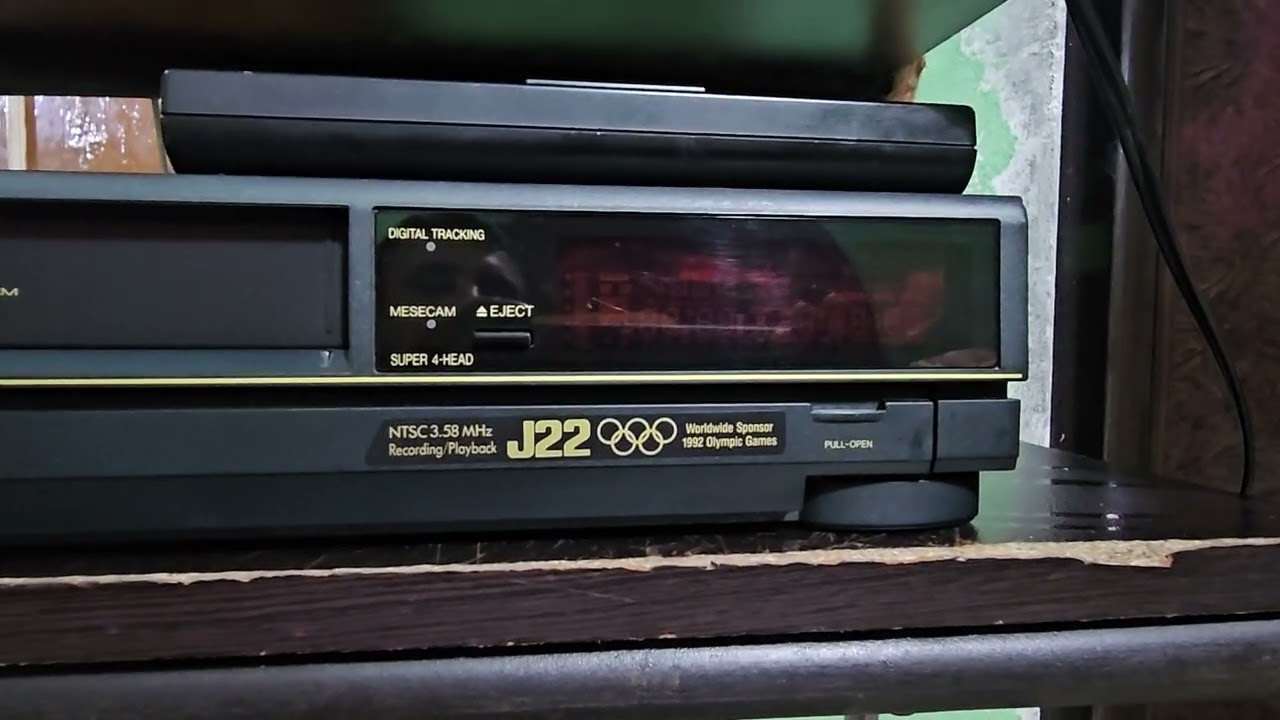 DIGITAL TRACKING
MESECAM
⏏EJECT
SUPER 4-HEAD
NTSC 3.58 MHz
Recording/Playback
J22
Worldwide Sponsor
1992 Olympic Games
PULL-OPEN